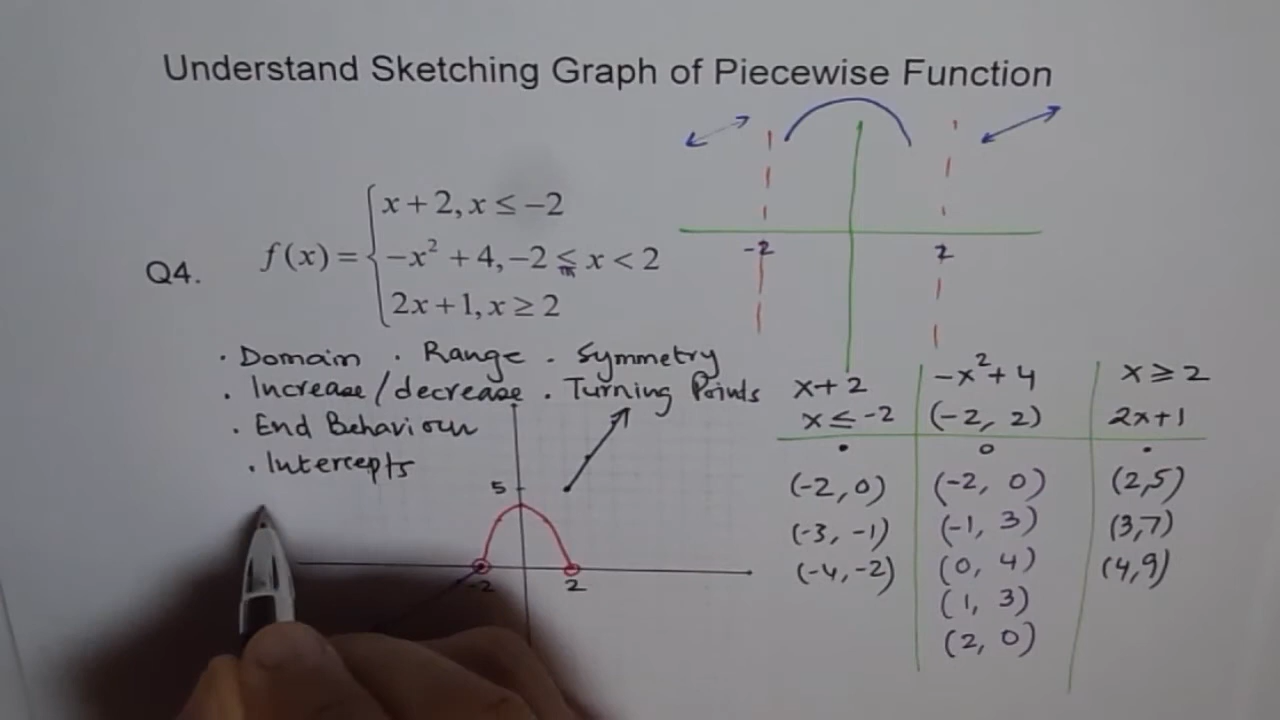 Understand Sketching Graph of Piecewise Function
Q4.
f(x) = { x + 2, x ≤ -2
-x² + 4, -2 ≤ x < 2
2x + 1, x ≥ 2
-2 2
· Domain · Range · Symmetry
· Increase/decrease · Turning Points
· End Behaviour
· Intercepts
5
-2 2
x+2 -x²+4 x ≥ 2
x ≤ -2 (-2, 2) 2x+1
(-2, 0) (-2, 0) (2,5)
(-3, -1) (-1, 3) (3,7)
(-4,-2) (0, 4) (4,9)
(1, 3)
(2, 0)